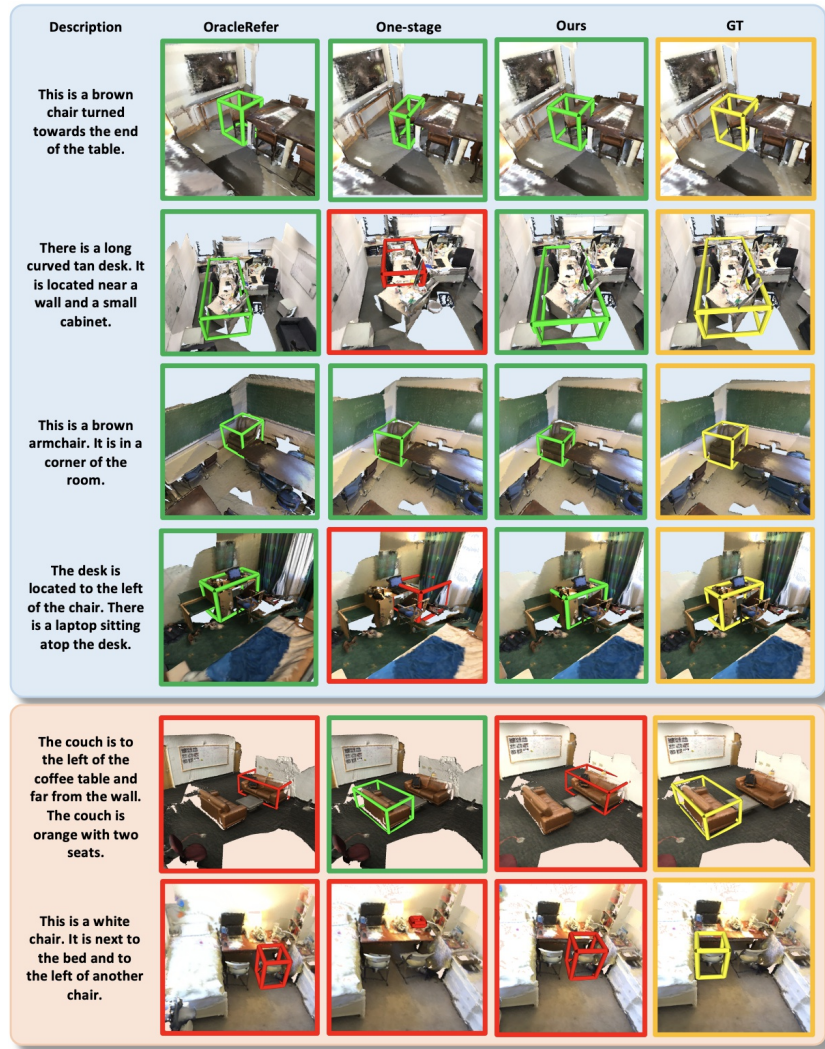 Description OracleRefer One-stage Ours GT
This is a brown
chair turned
towards the end
of the table.
There is a long
curved tan desk. It
is located near a
wall and a small
cabinet.
This is a brown
armchair. It is in a
corner of the
room.
The desk is
located to the left
of the chair. There
is a laptop sitting
atop the desk.
The couch is to
the left of the
coffee table and
far from the wall.
The couch is
orange with two
seats.
This is a white
chair. It is next to
the bed and to
the left of another
chair.